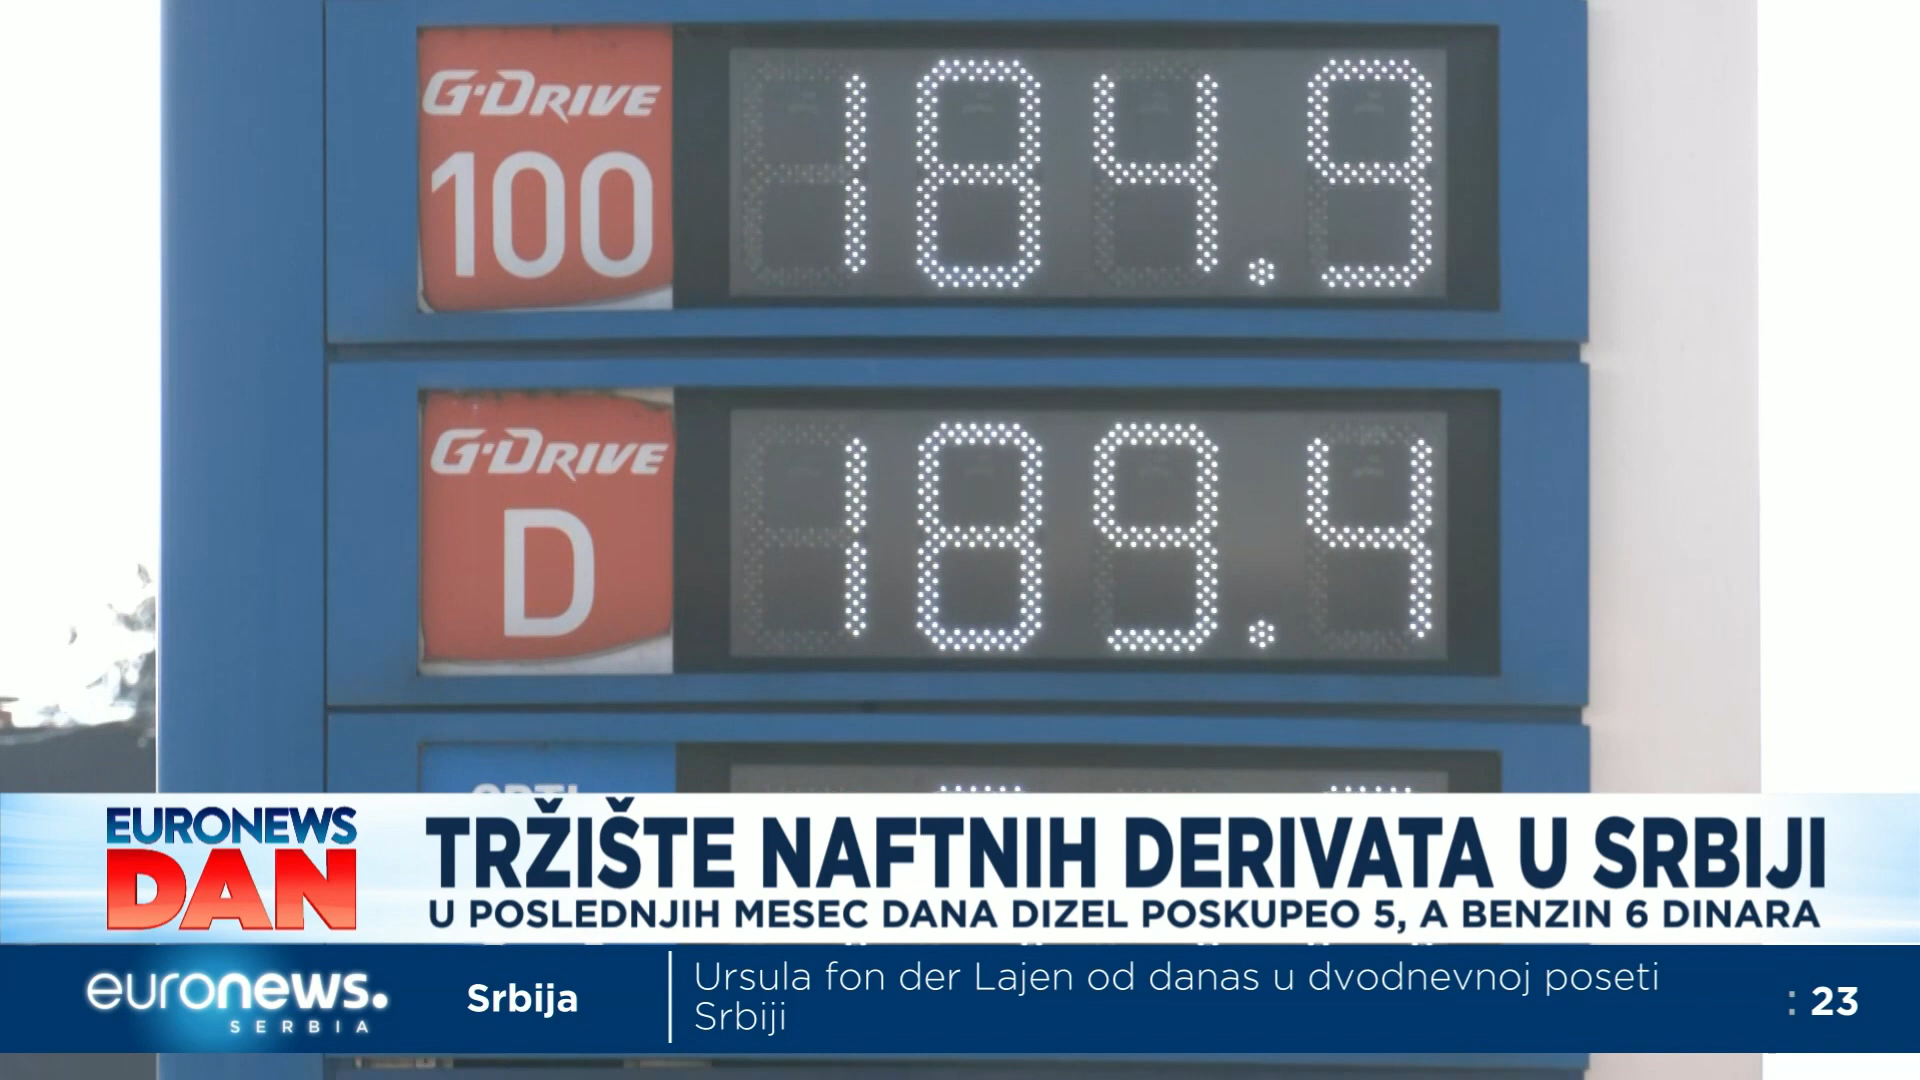 G-DRIVE
100
184.9
G-DRIVE
D
189.4
EURONEWS
DAN
TRŽIŠTE NAFTNIH DERIVATA U SRBIJI
U POSLEDNJIH MESEC DANA DIZEL POSKUPEO 5, A BENZIN 6 DINARA
euronews.
SERBIA
Srbija
Ursula fon der Lajen od danas u dvodnevnoj poseti
Srbiji
: 23